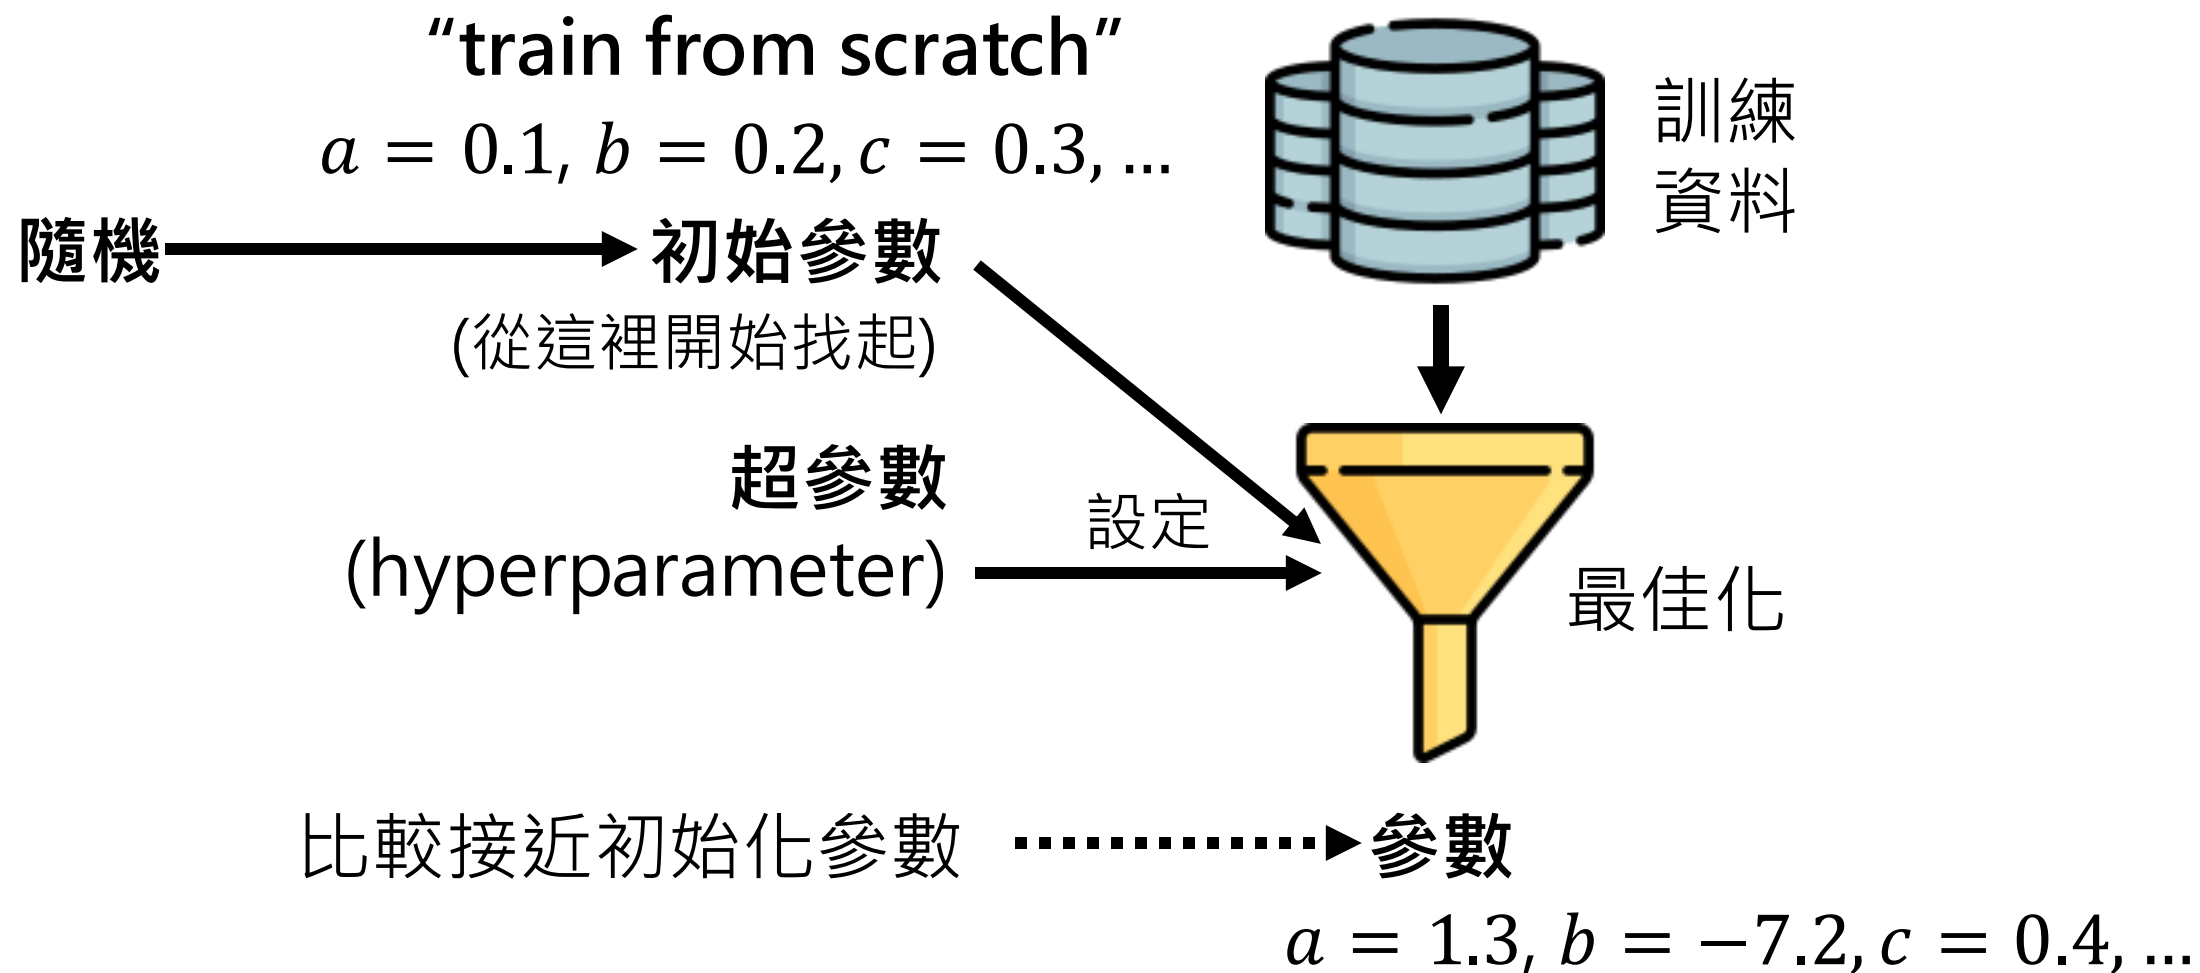 “train from scratch”
a = 0.1, b = 0.2, c = 0.3, …
隨機
初始參數
(從這裡開始找起)
訓練
資料
超參數
(hyperparameter)
設定
最佳化
比較接近初始化參數
參數
a = 1.3, b = −7.2, c = 0.4, …